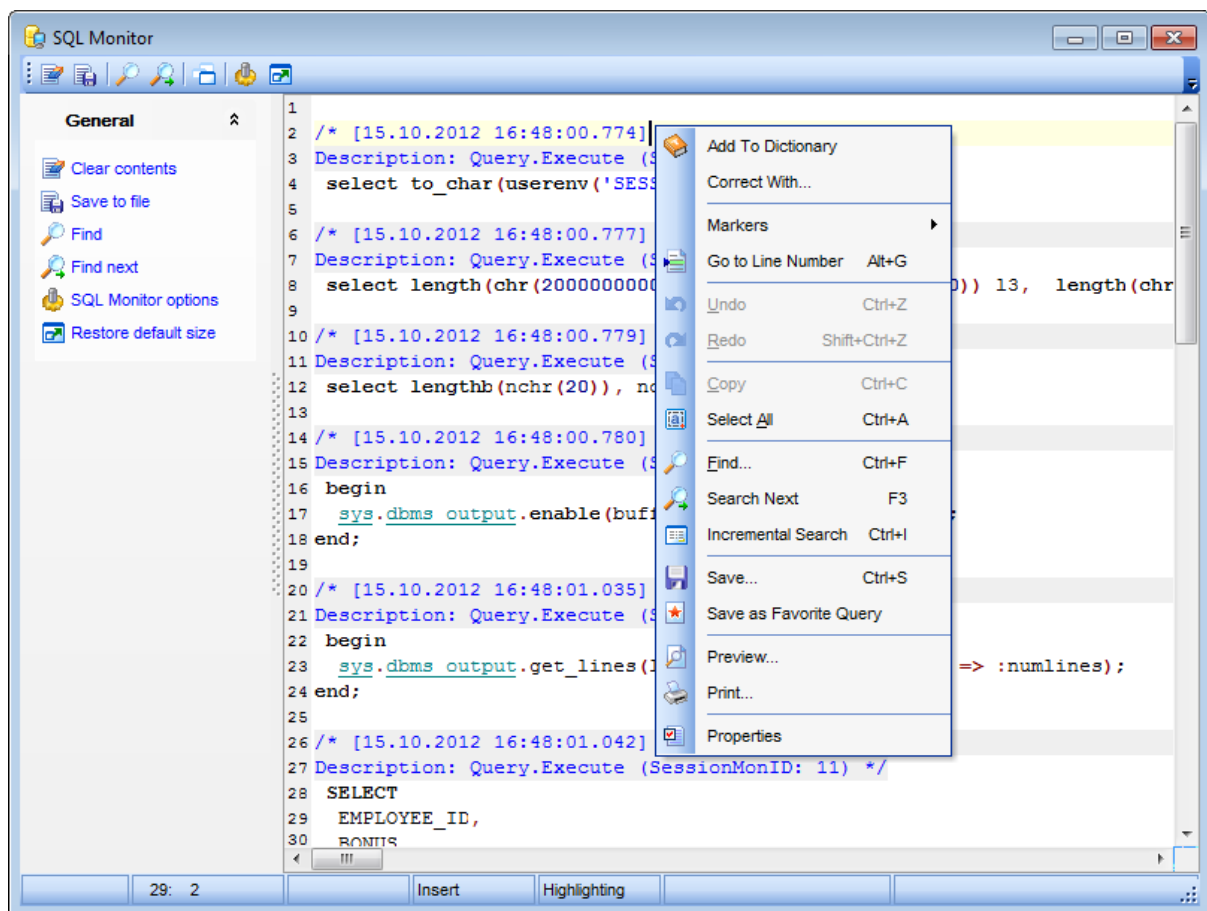 SQL Monitor
General
Clear contents
Save to file
Find
Find next
SQL Monitor options
Restore default size
1
2 /* [15.10.2012 16:48:00.774]
3 Description: Query.Execute (
4 select to_char(userenv('SESS
5
6 /* [15.10.2012 16:48:00.777]
7 Description: Query.Execute (
8 select length(chr(2000000000 )) l3, length(chr
9
10 /* [15.10.2012 16:48:00.779]
11 Description: Query.Execute (
12 select lengthb(nchr(20)), nc
13
14 /* [15.10.2012 16:48:00.780]
15 Description: Query.Execute (
16 begin
17 sys.dbms_output.enable(buff ;
18 end;
19
20 /* [15.10.2012 16:48:01.035]
21 Description: Query.Execute (
22 begin
23 sys.dbms_output.get_lines( => :numlines);
24 end;
25
26 /* [15.10.2012 16:48:01.042]
27 Description: Query.Execute (SessionMonID: 11) */
28 SELECT
29 EMPLOYEE_ID,
30 BONUS
Add To Dictionary
Correct With...
Markers
Go to Line Number Alt+G
Undo Ctrl+Z
Redo Shift+Ctrl+Z
Copy Ctrl+C
Select All Ctrl+A
Find... Ctrl+F
Search Next F3
Incremental Search Ctrl+I
Save... Ctrl+S
Save as Favorite Query
Preview...
Print...
Properties
29: 2 Insert Highlighting